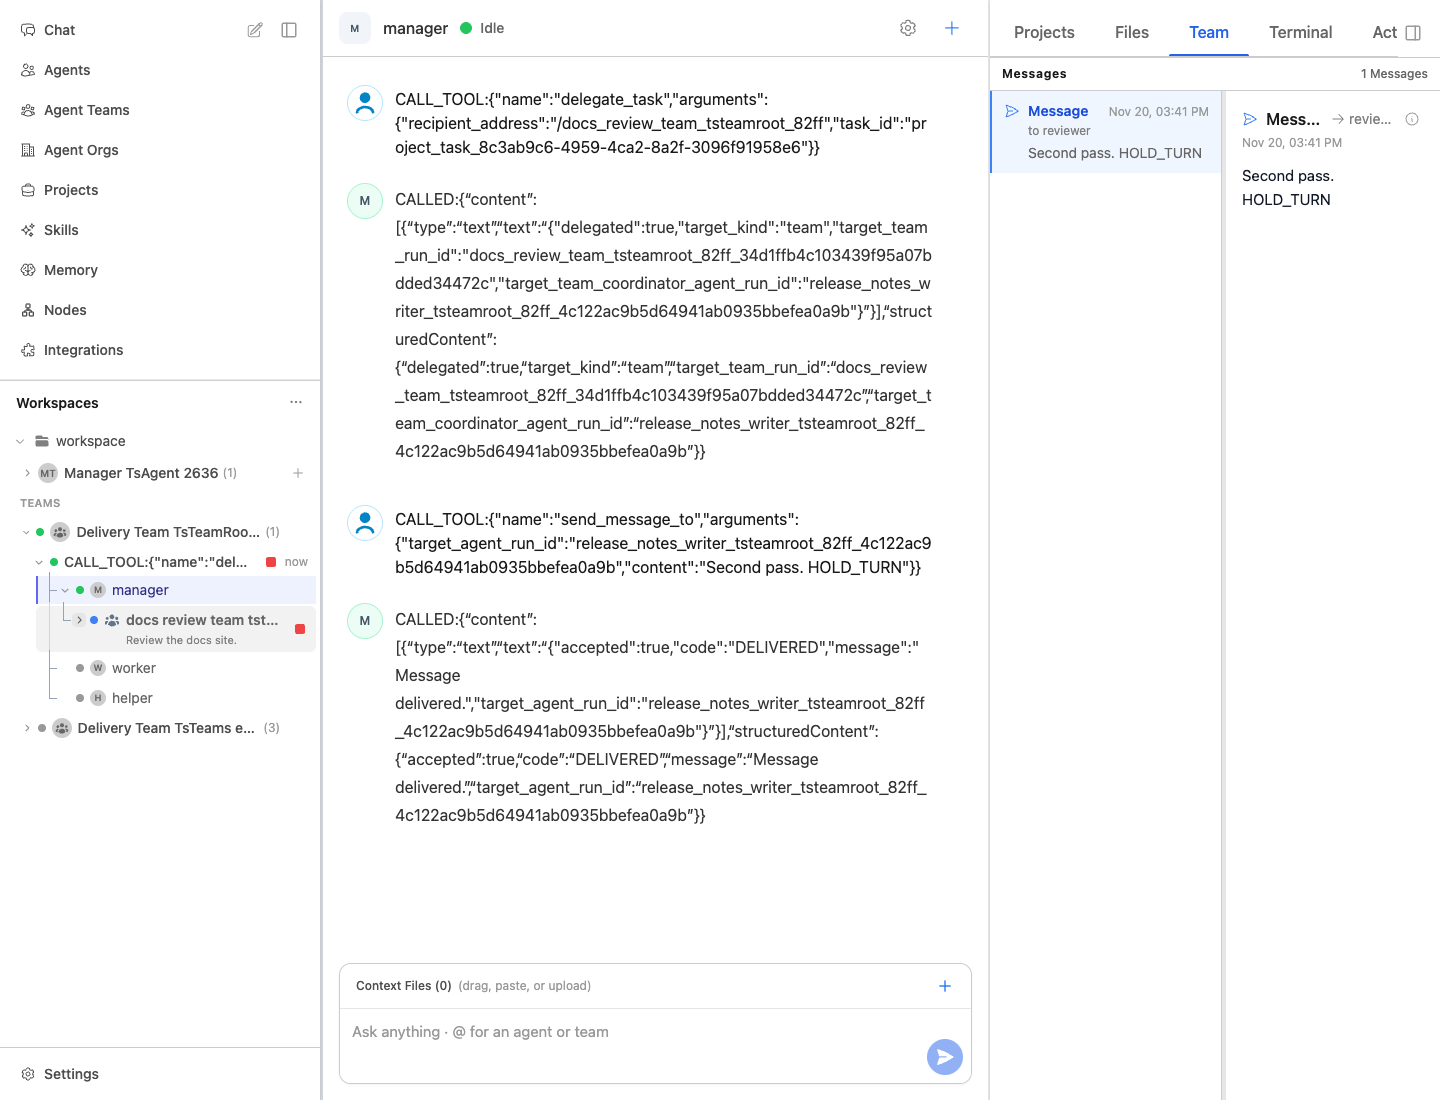 Chat
Agents
Agent Teams
Agent Orgs
Projects
Skills
Memory
Nodes
Integrations
Workspaces
workspace
MT Manager TsAgent 2636 (1)
TEAMS
Delivery Team TsTeamRoo... (1)
CALL_TOOL:{"name":"del... now
M manager
docs review team tst...
Review the docs site.
W worker
H helper
Delivery Team TsTeams e... (3)
Settings
M manager Idle
CALL_TOOL:{"name":"delegate_task","arguments":
{"recipient_address":"/docs_review_team_tsteamroot_82ff","task_id":"pr
oject_task_8c3ab9c6-4959-4ca2-8a2f-3096f91958e6"}}
M
CALLED:{“content”:
[{“type”:“text”,“text”:“{"delegated":true,"target_kind":"team","target_team
_run_id":"docs_review_team_tsteamroot_82ff_34d1ffb4c103439f95a07b
dded34472c","target_team_coordinator_agent_run_id":"release_notes_w
riter_tsteamroot_82ff_4c122ac9b5d64941ab0935bbefea0a9b"}”}],“struct
uredContent”:
{“delegated”:true,“target_kind”:“team”,“target_team_run_id”:“docs_review
_team_tsteamroot_82ff_34d1ffb4c103439f95a07bdded34472c”,“target_t
eam_coordinator_agent_run_id”:“release_notes_writer_tsteamroot_82ff_
4c122ac9b5d64941ab0935bbefea0a9b”}}
CALL_TOOL:{"name":"send_message_to","arguments":
{"target_agent_run_id":"release_notes_writer_tsteamroot_82ff_4c122ac9
b5d64941ab0935bbefea0a9b","content":"Second pass. HOLD_TURN"}}
M
CALLED:{“content”:
[{“type”:“text”,“text”:“{"accepted":true,"code":"DELIVERED","message":"
Message
delivered.","target_agent_run_id":"release_notes_writer_tsteamroot_82ff
_4c122ac9b5d64941ab0935bbefea0a9b"}”}],“structuredContent”:
{“accepted”:true,“code”:“DELIVERED”,“message”:“Message
delivered.”,“target_agent_run_id”:“release_notes_writer_tsteamroot_82ff_
4c122ac9b5d64941ab0935bbefea0a9b”}}
Context Files (0) (drag, paste, or upload)
Ask anything · @ for an agent or team
Projects Files Team Terminal Act
Messages 1 Messages
Message Nov 20, 03:41 PM
to reviewer
Second pass. HOLD_TURN
Mess... → revie...
Nov 20, 03:41 PM
Second pass.
HOLD_TURN